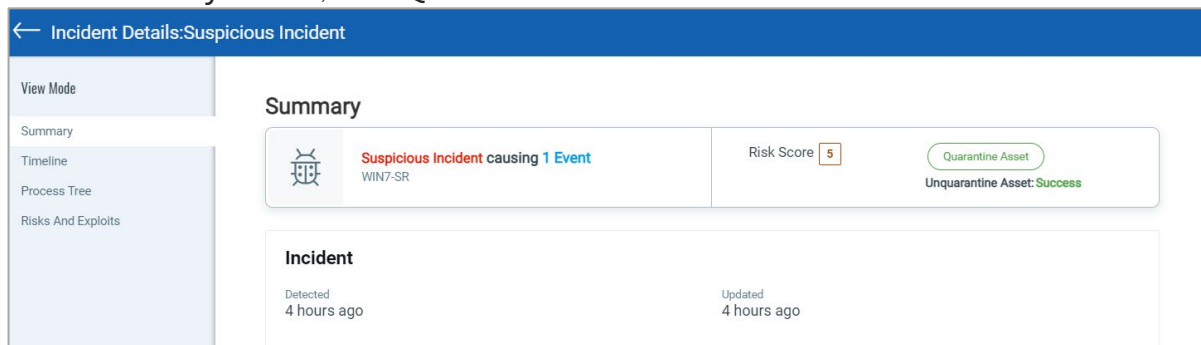 ← Incident Details:Suspicious Incident
View Mode
Summary
Timeline
Process Tree
Risks And Exploits
Summary
Suspicious Incident causing 1 Event
WIN7-SR
Risk Score 5
Quarantine Asset
Unquarantine Asset: Success
Incident
Detected
4 hours ago
Updated
4 hours ago